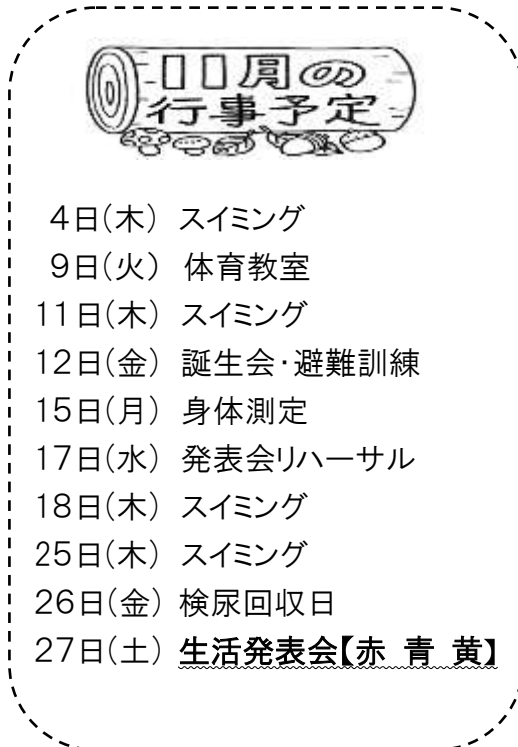 11月の
行事予定
4日(木) スイミング
9日(火) 体育教室
11日(木) スイミング
12日(金) 誕生会・避難訓練
15日(月) 身体測定
17日(水) 発表会リハーサル
18日(木) スイミング
25日(木) スイミング
26日(金) 検尿回収日
27日(土) 生活発表会【赤 青 黄】